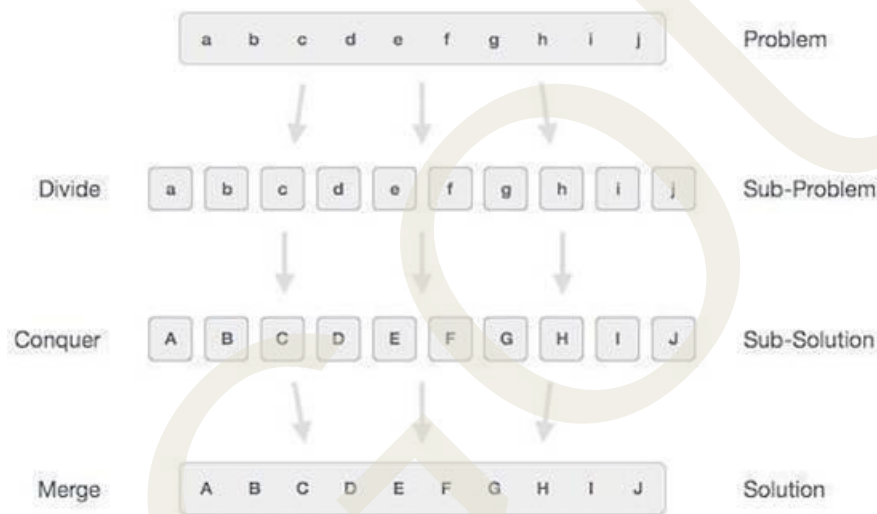 a b c d e f g h i j Problem
Divide a b c d e f g h i j Sub-Problem
Conquer A B C D E F G H I J Sub-Solution
Merge A B C D E F G H I J Solution